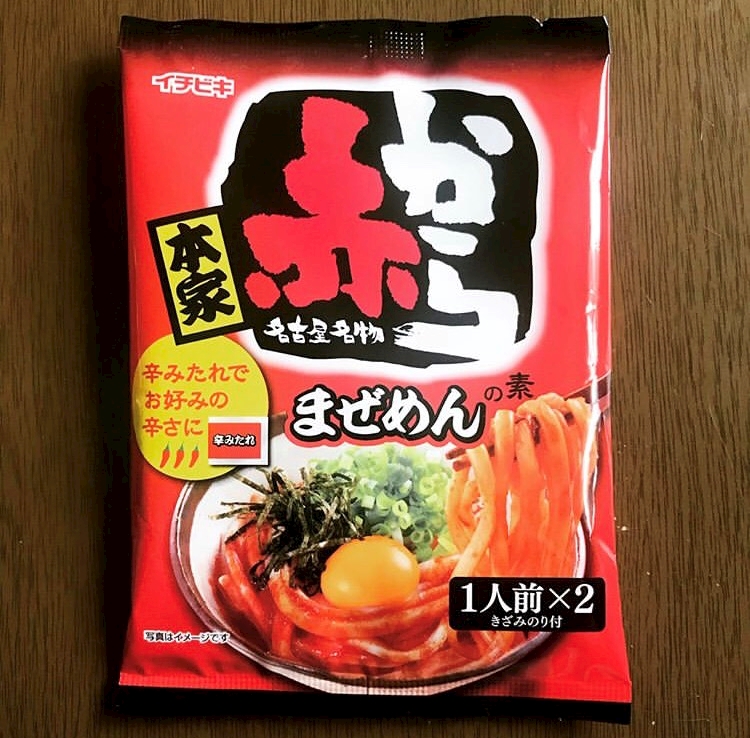 イチビキ
赤から
本家
名古屋名物
まぜめんの素
辛みたれで
お好みの
辛さに
辛みたれ
1人前×2
きざみのり付
写真はイメージです